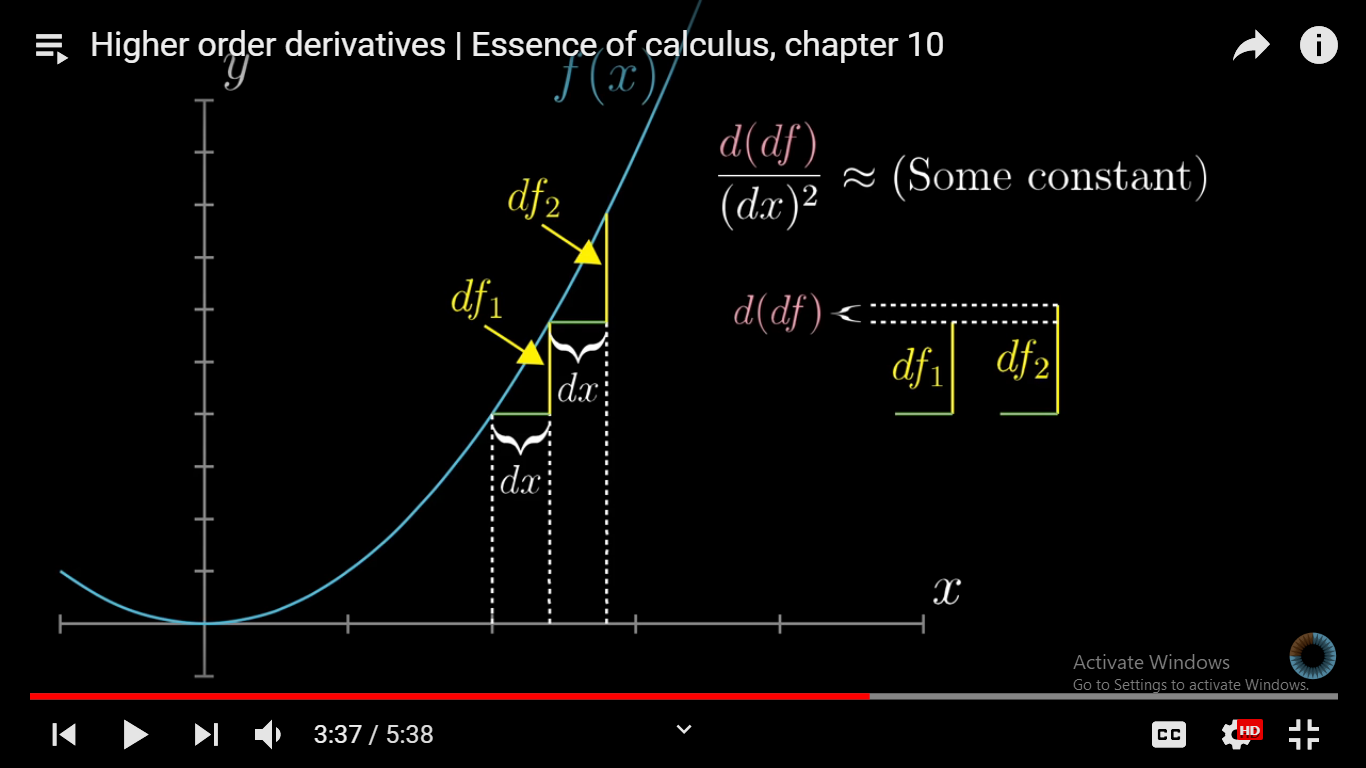 Higher order derivatives | Essence of calculus, chapter 10
y
f(x)
d(df)
(dx)² ≈ (Some constant)
df₂
df₁
d(df)
df₁ df₂
dx
dx
x
Activate Windows
Go to Settings to activate Windows.
3:37 / 5:38
CC
HD